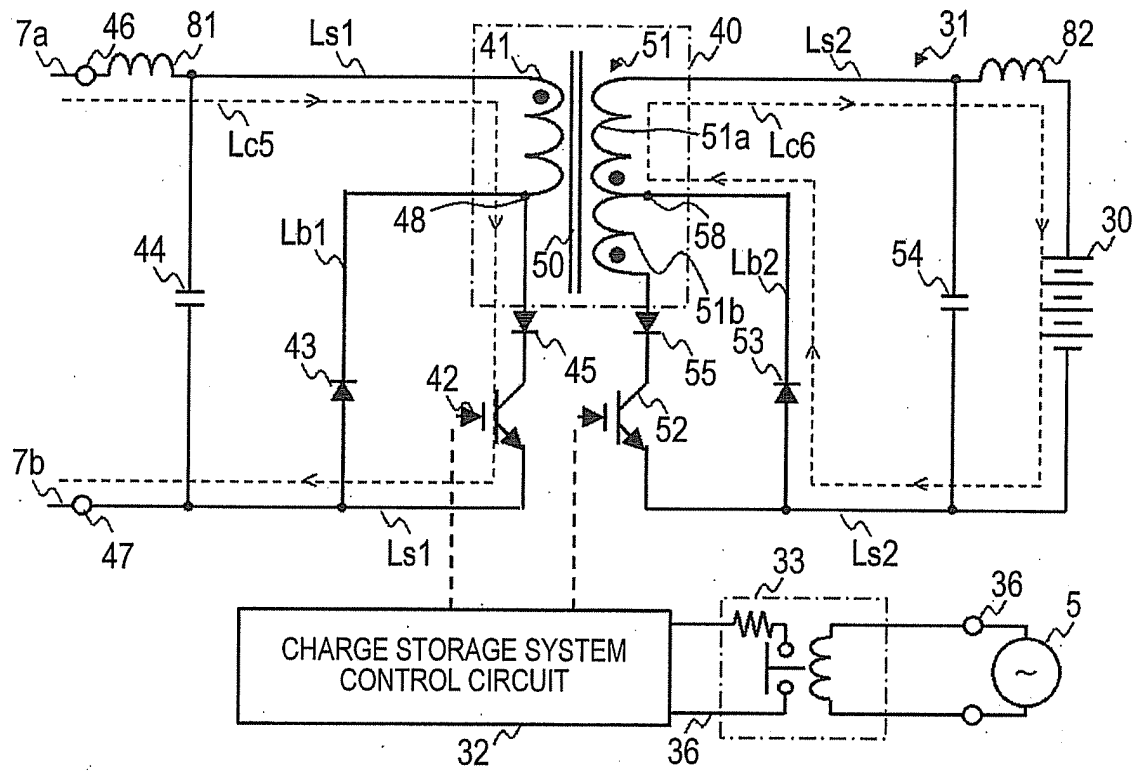 7a 46 81 Ls1 41 51 40 Ls2 31 82
Lc5 51a Lc6
48 50 58 30
Lb1 44 51b Lb2 54
43 45 55 53
42 52
7b
47 Ls1 Ls2
33 36 5
CHARGE STORAGE SYSTEM
CONTROL CIRCUIT
~
32 36